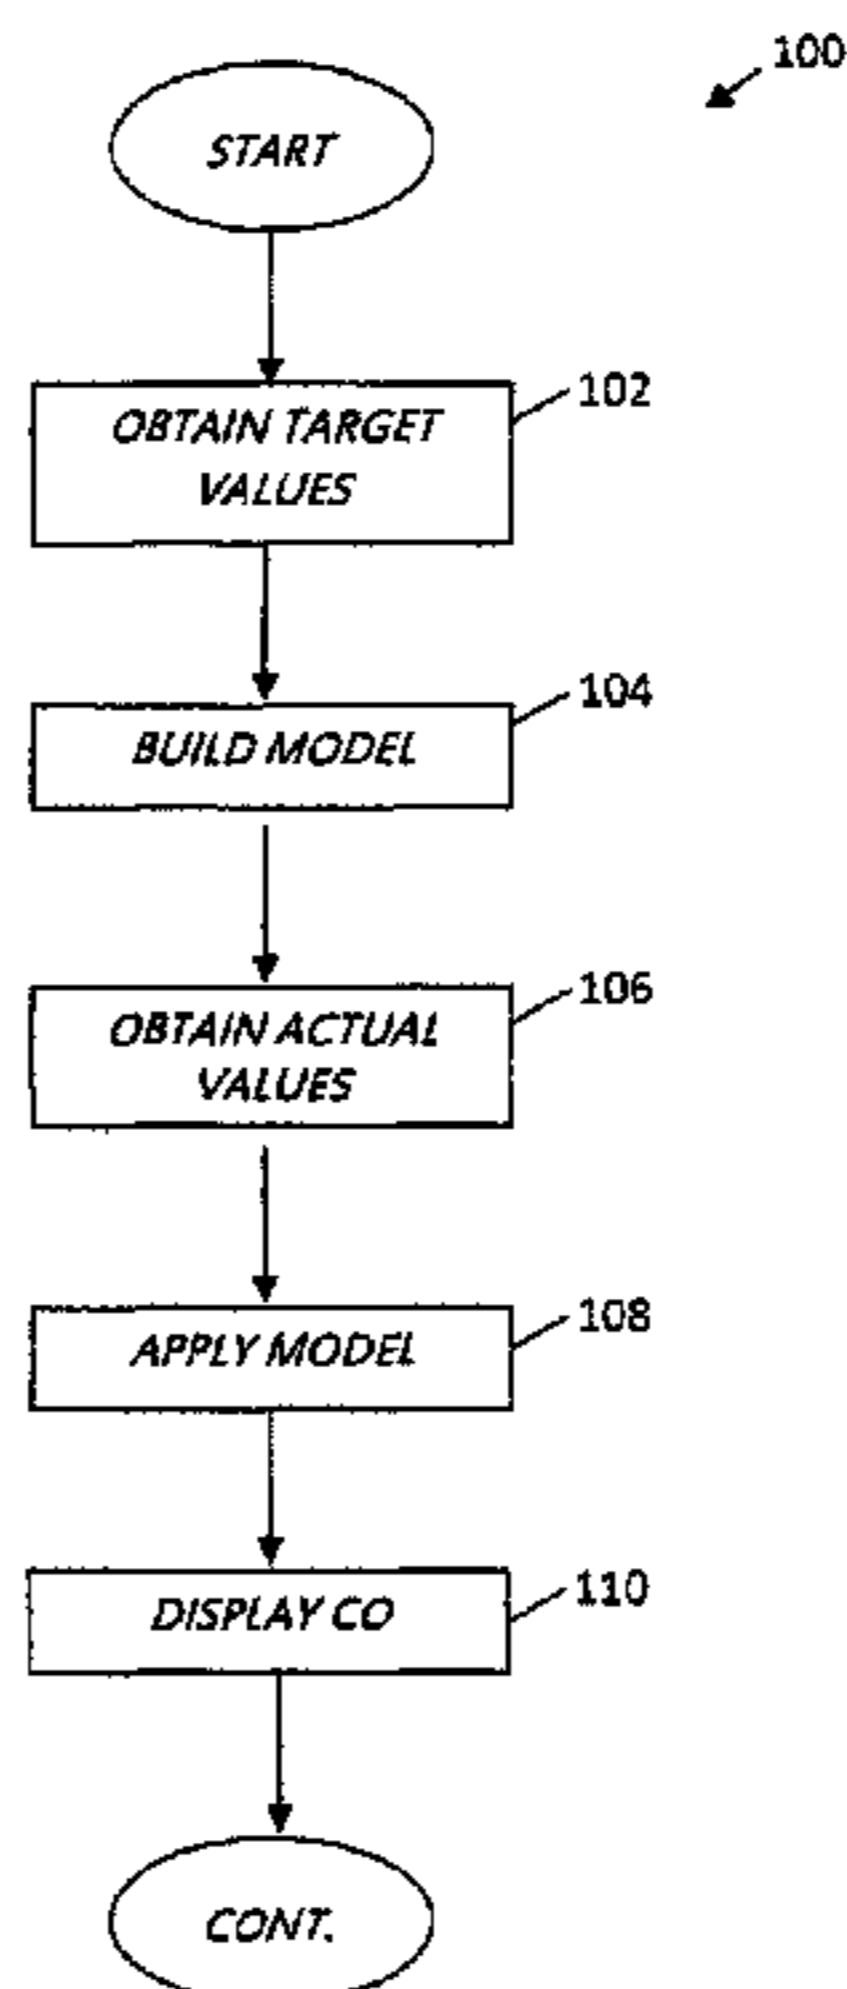 100
START
102
OBTAIN TARGET
VALUES
104
BUILD MODEL
106
OBTAIN ACTUAL
VALUES
108
APPLY MODEL
110
DISPLAY CO
CONT.